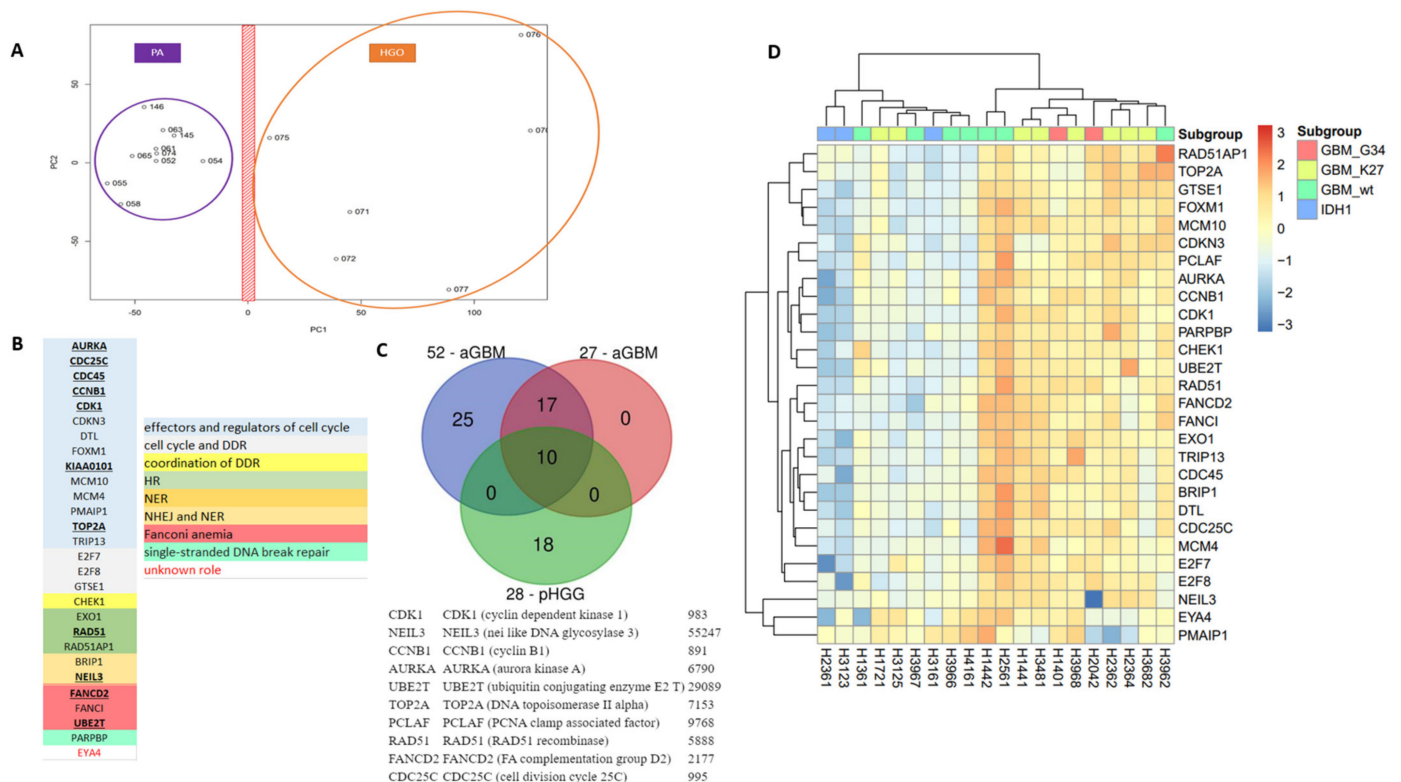 A
PA
HGO
076
146
063
145
075
070
061
074
065
052
054
055
058
071
072
077
50
0
-50
PC2
-50
0
50
100
PC1
B
AURKA
CDC25C
CDC45
CCNB1
CDK1
CDKN3
DTL
FOXM1
KIAA0101
MCM10
MCM4
PMAIP1
TOP2A
TRIP13
E2F7
E2F8
GTSE1
CHEK1
EXO1
RAD51
RAD51AP1
BRIP1
NEIL3
FANCD2
FANCI
UBE2T
PARPBP
EYA4
effectors and regulators of cell cycle
cell cycle and DDR
coordination of DDR
HR
NER
NHEJ and NER
Fanconi anemia
single-stranded DNA break repair
unknown role
C
52 - aGBM
27 - aGBM
25
17
0
10
0
0
18
28 - pHGG
CDK1 CDK1 (cyclin dependent kinase 1) 983
NEIL3 NEIL3 (nei like DNA glycosylase 3) 55247
CCNB1 CCNB1 (cyclin B1) 891
AURKA AURKA (aurora kinase A) 6790
UBE2T UBE2T (ubiquitin conjugating enzyme E2 T) 29089
TOP2A TOP2A (DNA topoisomerase II alpha) 7153
PCLAF PCLAF (PCNA clamp associated factor) 9768
RAD51 RAD51 (RAD51 recombinase) 5888
FANCD2 FANCD2 (FA complementation group D2) 2177
CDC25C CDC25C (cell division cycle 25C) 995
D
Subgroup
RAD51AP1
TOP2A
GTSE1
FOXM1
MCM10
CDKN3
PCLAF
AURKA
CCNB1
CDK1
PARPBP
CHEK1
UBE2T
RAD51
FANCD2
FANCI
EXO1
TRIP13
CDC45
BRIP1
DTL
CDC25C
MCM4
E2F7
E2F8
NEIL3
EYA4
PMAIP1
H2361
H3123
H1361
H1721
H3125
H3967
H3161
H3966
H4161
H1442
H2561
H1441
H3481
H1401
H3968
H2042
H2362
H2364
H3682
H3962
3
2
1
0
−1
−2
−3
Subgroup
GBM_G34
GBM_K27
GBM_wt
IDH1